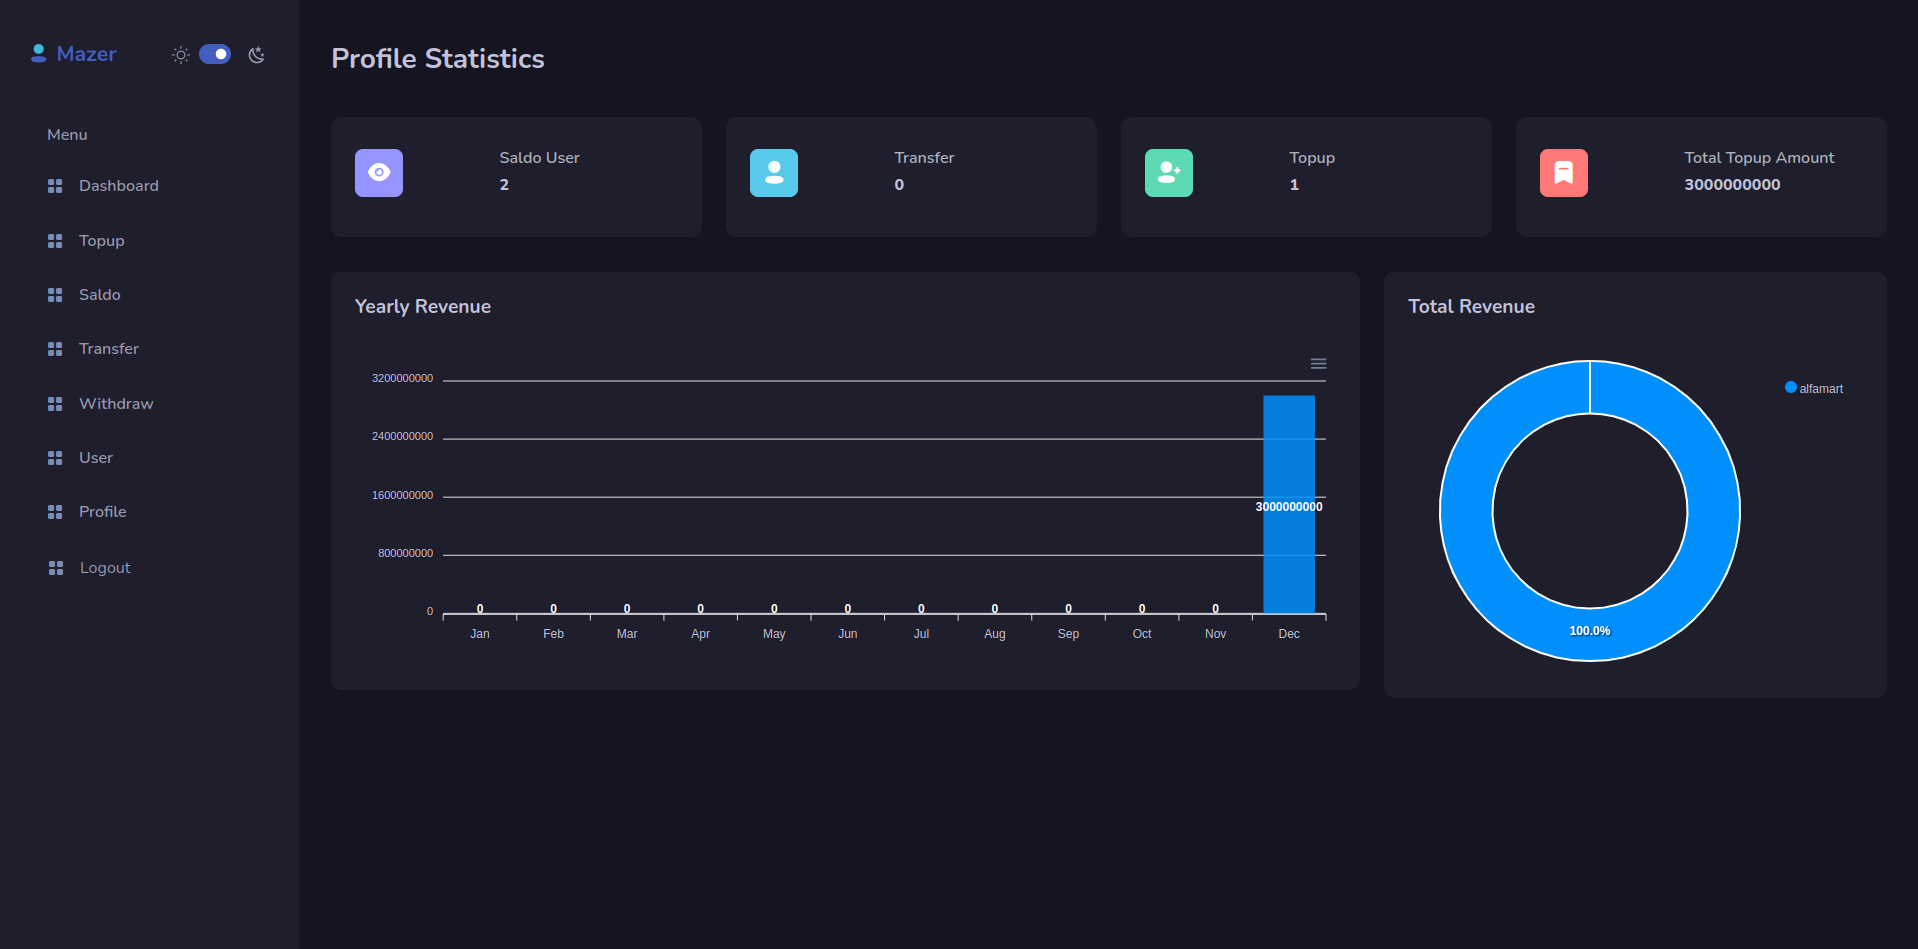 Mazer
Menu
Dashboard
Topup
Saldo
Transfer
Withdraw
User
Profile
Logout
Profile Statistics
Saldo User
2
Transfer
0
Topup
1
Total Topup Amount
3000000000
Yearly Revenue
3200000000
2400000000
1600000000
800000000
0
3000000000
0 0 0 0 0 0 0 0 0 0 0
Jan Feb Mar Apr May Jun Jul Aug Sep Oct Nov Dec
Total Revenue
alfamart
100.0%